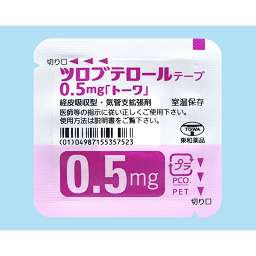 切り口
ツロブテロールテープ
0.5mg「トーワ」
経皮吸収型・気管支拡張剤 室温保存
医師等の指示に従い正しくご使用下さい。
使用方法は説明書をご覧下さい。
TOWA
東和薬品
(01)04987155357523
0.5mg
プラ
PCO.
PET
切り口